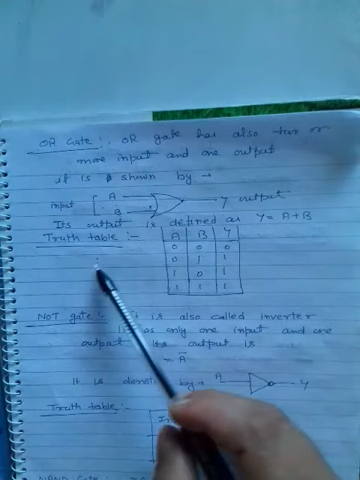 OR Gate :- OR gate has also two or
more input and one output
it is shown by →
input A Y output
B
Its output is defined as Y = A + B
Truth table :- A B Y
0 0 0
0 1 1
1 0 1
1 1 1
NOT gate :- It is also called inverter
has only one input and one
output. Its output is
= A̅
It is denoted by → A Y
Truth table :-
In